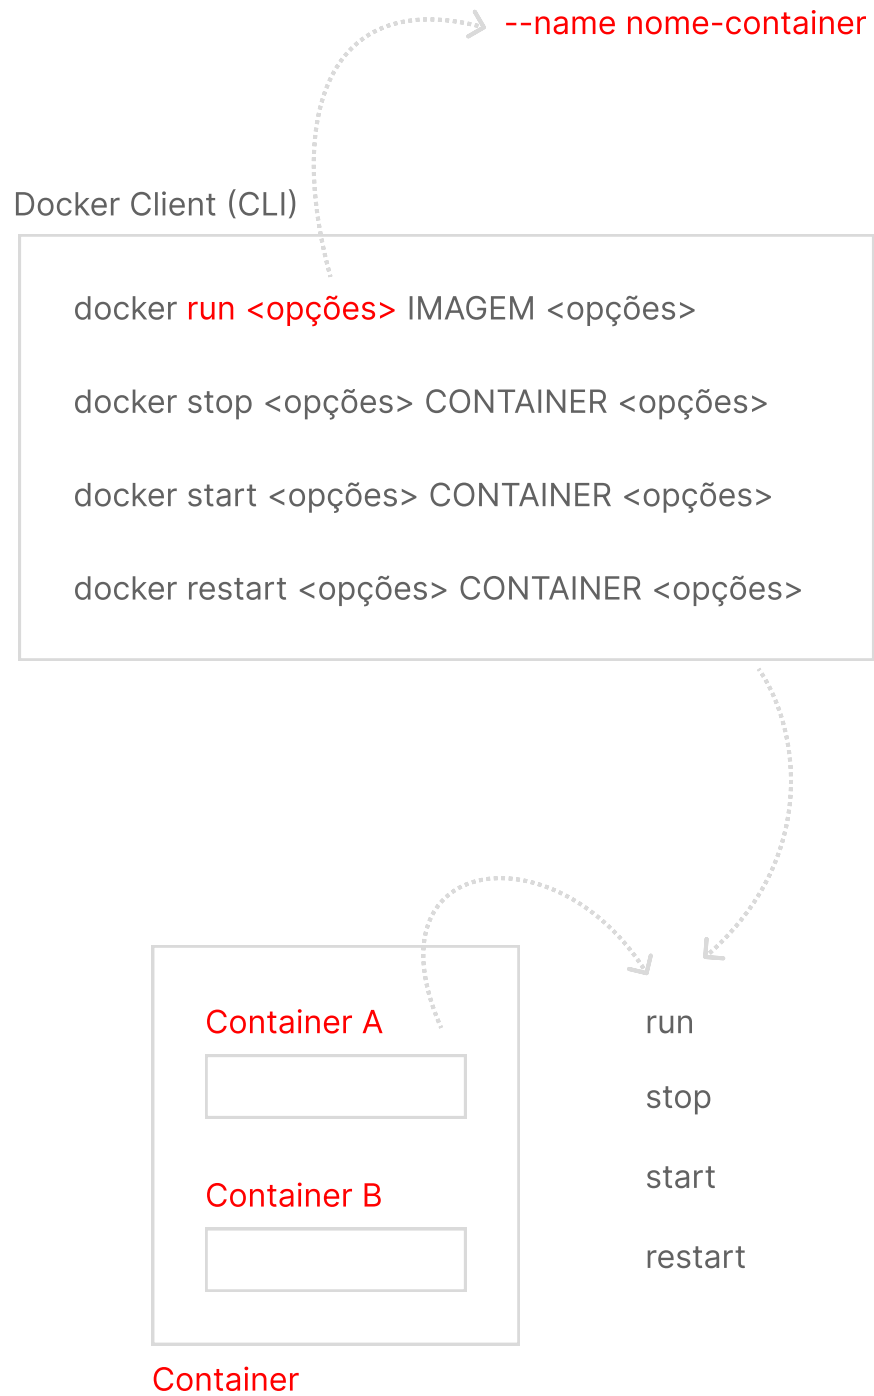 --name nome-container
Docker Client (CLI)
docker run <opções> IMAGEM <opções>
docker stop <opções> CONTAINER <opções>
docker start <opções> CONTAINER <opções>
docker restart <opções> CONTAINER <opções>
Container A
Container B
Container
run
stop
start
restart